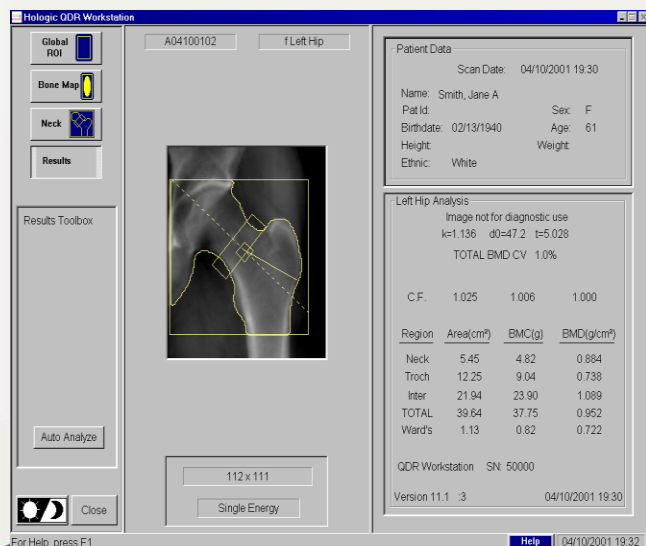 Hologic QDR Workstation
Global
ROI
Bone Map
Neck
Results
Results Toolbox
Auto Analyze
Close
A04100102
f Left Hip
112 x 111
Single Energy
Patient Data
Scan Date: 04/10/2001 19:30
Name: Smith, Jane A
Pat Id: Sex: F
Birthdate: 02/13/1940 Age: 61
Height: Weight:
Ethnic: White
Left Hip Analysis
Image not for diagnostic use
k=1.136 d0=47.2 t=5.028
TOTAL BMD CV 1.0%
C.F. 1.025 1.006 1.000
Region Area(cm²) BMC(g) BMD(g/cm²)
Neck 5.45 4.82 0.884
Troch 12.25 9.04 0.738
Inter 21.94 23.90 1.089
TOTAL 39.64 37.75 0.952
Ward's 1.13 0.82 0.722
QDR Workstation SN: 50000
Version 11.1 :3 04/10/2001 19:30
For Help, press F1 Help 04/10/2001 19:32